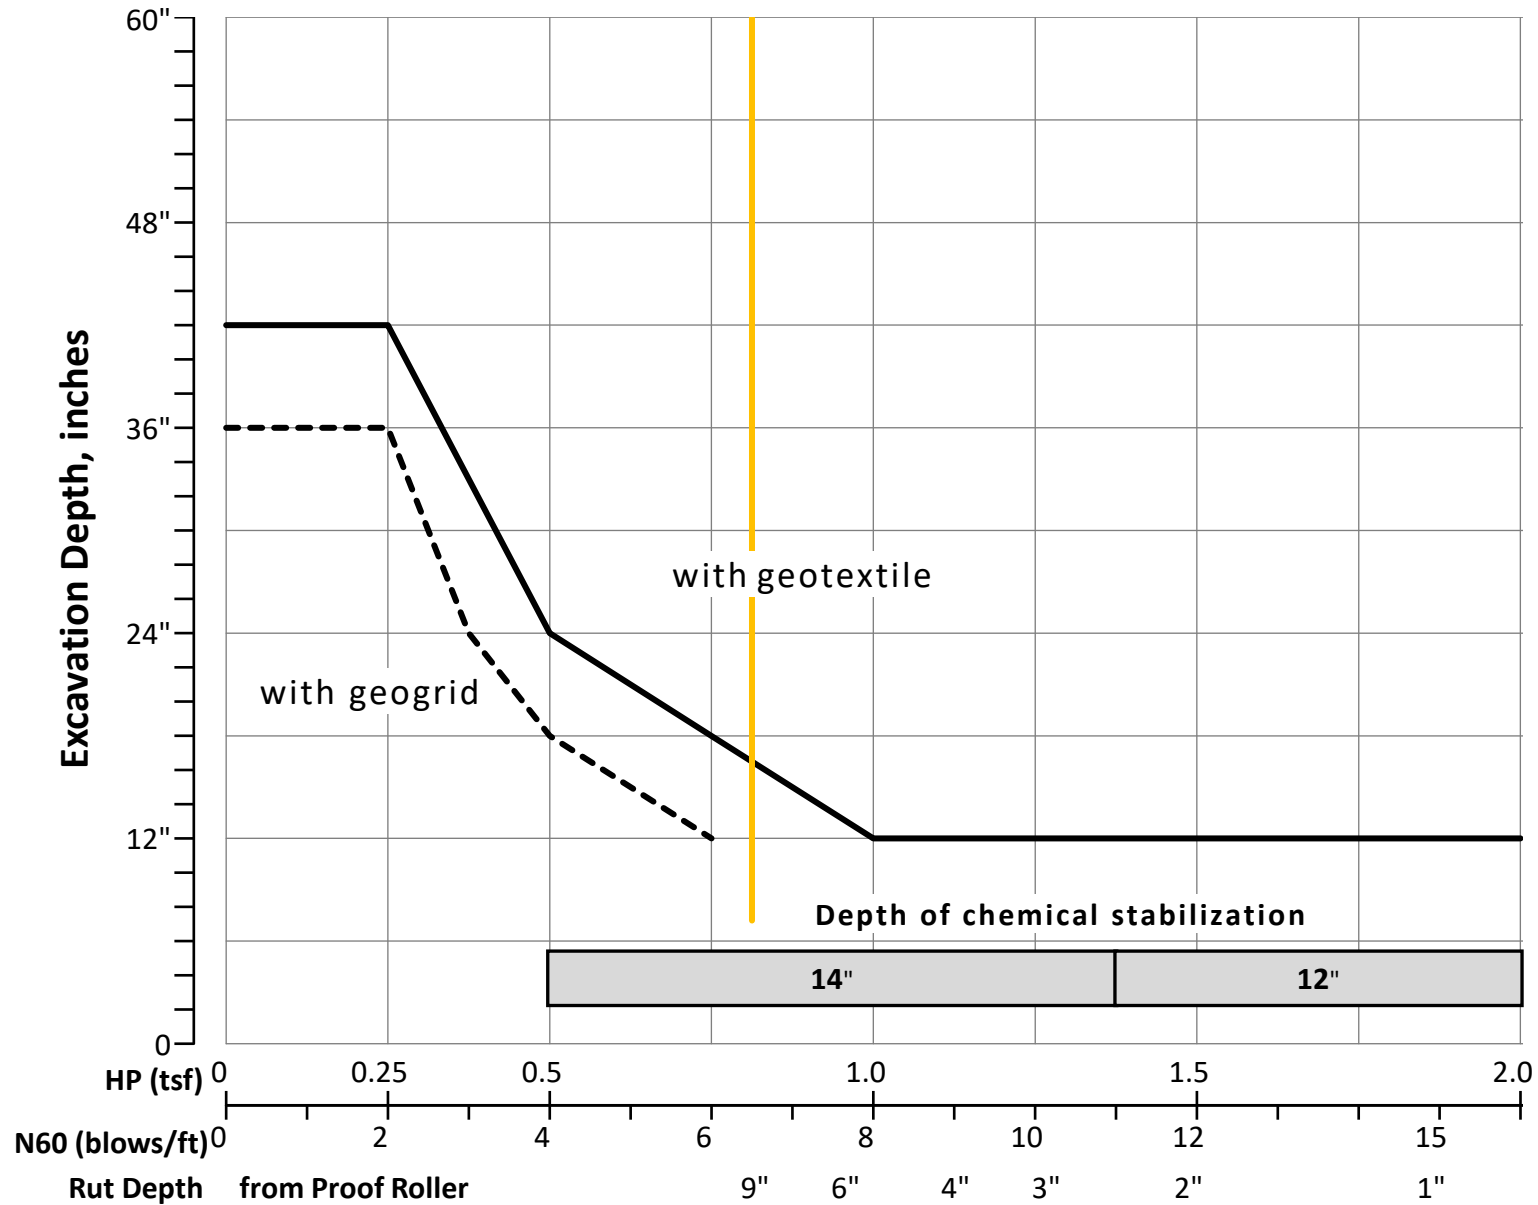 60"
48"
36"
24"
12"
0
Excavation Depth, inches
with geotextile
with geogrid
Depth of chemical stabilization
14" 12"
HP (tsf) 0 0.25 0.5 1.0 1.5 2.0
N60 (blows/ft) 0 2 4 6 8 10 12 15
Rut Depth from Proof Roller 9" 6" 4" 3" 2" 1"